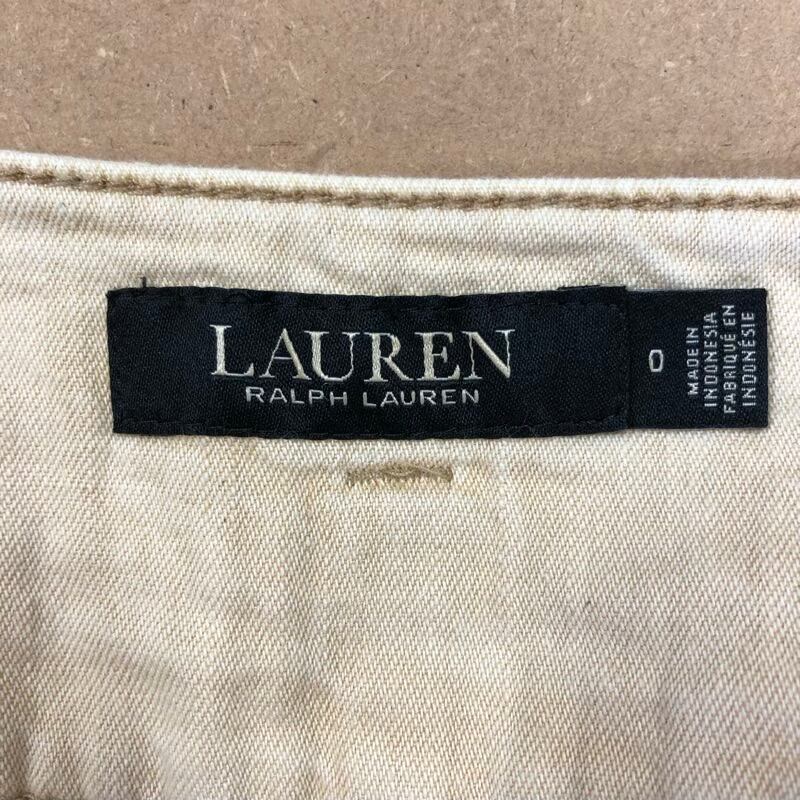 LAUREN
RALPH LAUREN
0
MADE IN
INDONESIA
FABRIQUÉ EN
INDONÉSIE